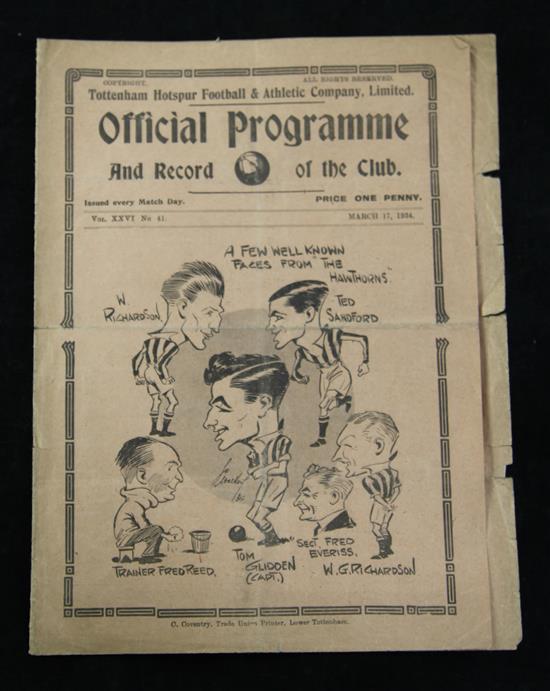 COPYRIGHT. ALL RIGHTS RESERVED.
Tottenham Hotspur Football & Athletic Company, Limited.
Official Programme
And Record of the Club.
Issued every Match Day. PRICE ONE PENNY.
VOL. XXVI No 41. MARCH 17, 1934.
A FEW WELL KNOWN
FACES FROM "THE
HAWTHORNS"
W.
RICHARDSON
TED
SANDFORD
TRAINER FRED REED.
TOM
GLIDDEN
(CAPT.)
"SEC", FRED
EVERISS.
W.G. RICHARDSON
C. Coventry, Trade Union Printer, Lower Tottenham.